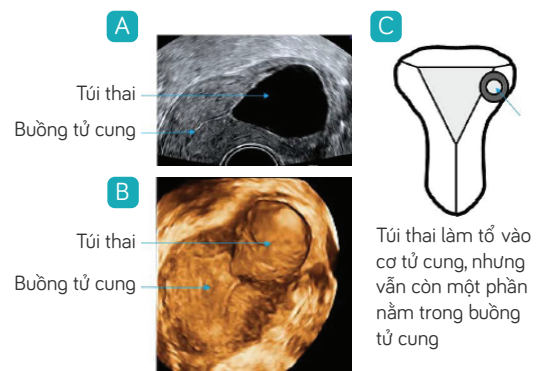 A
Túi thai
Buồng tử cung
B
Túi thai
Buồng tử cung
C
Túi thai làm tổ vào
cơ tử cung, nhưng
vẫn còn một phần
nằm trong buồng
tử cung